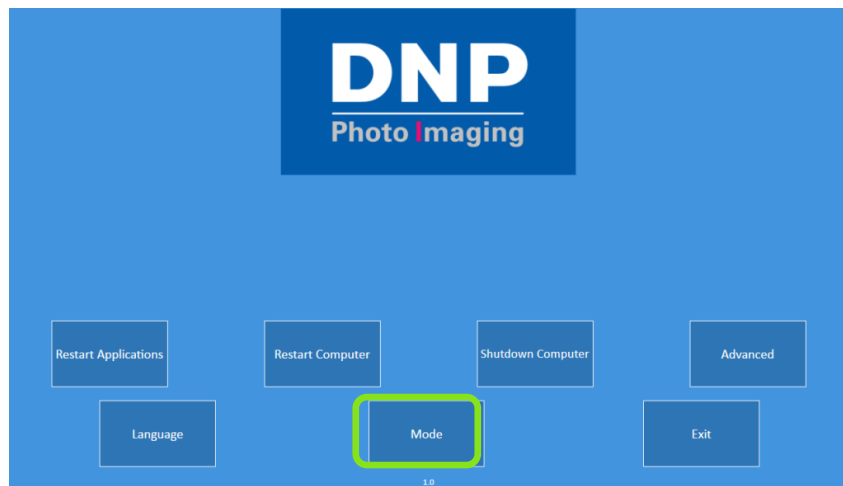 DNP
Photo Imaging
Restart Applications
Restart Computer
Shutdown Computer
Advanced
Language
Mode
Exit
1.0